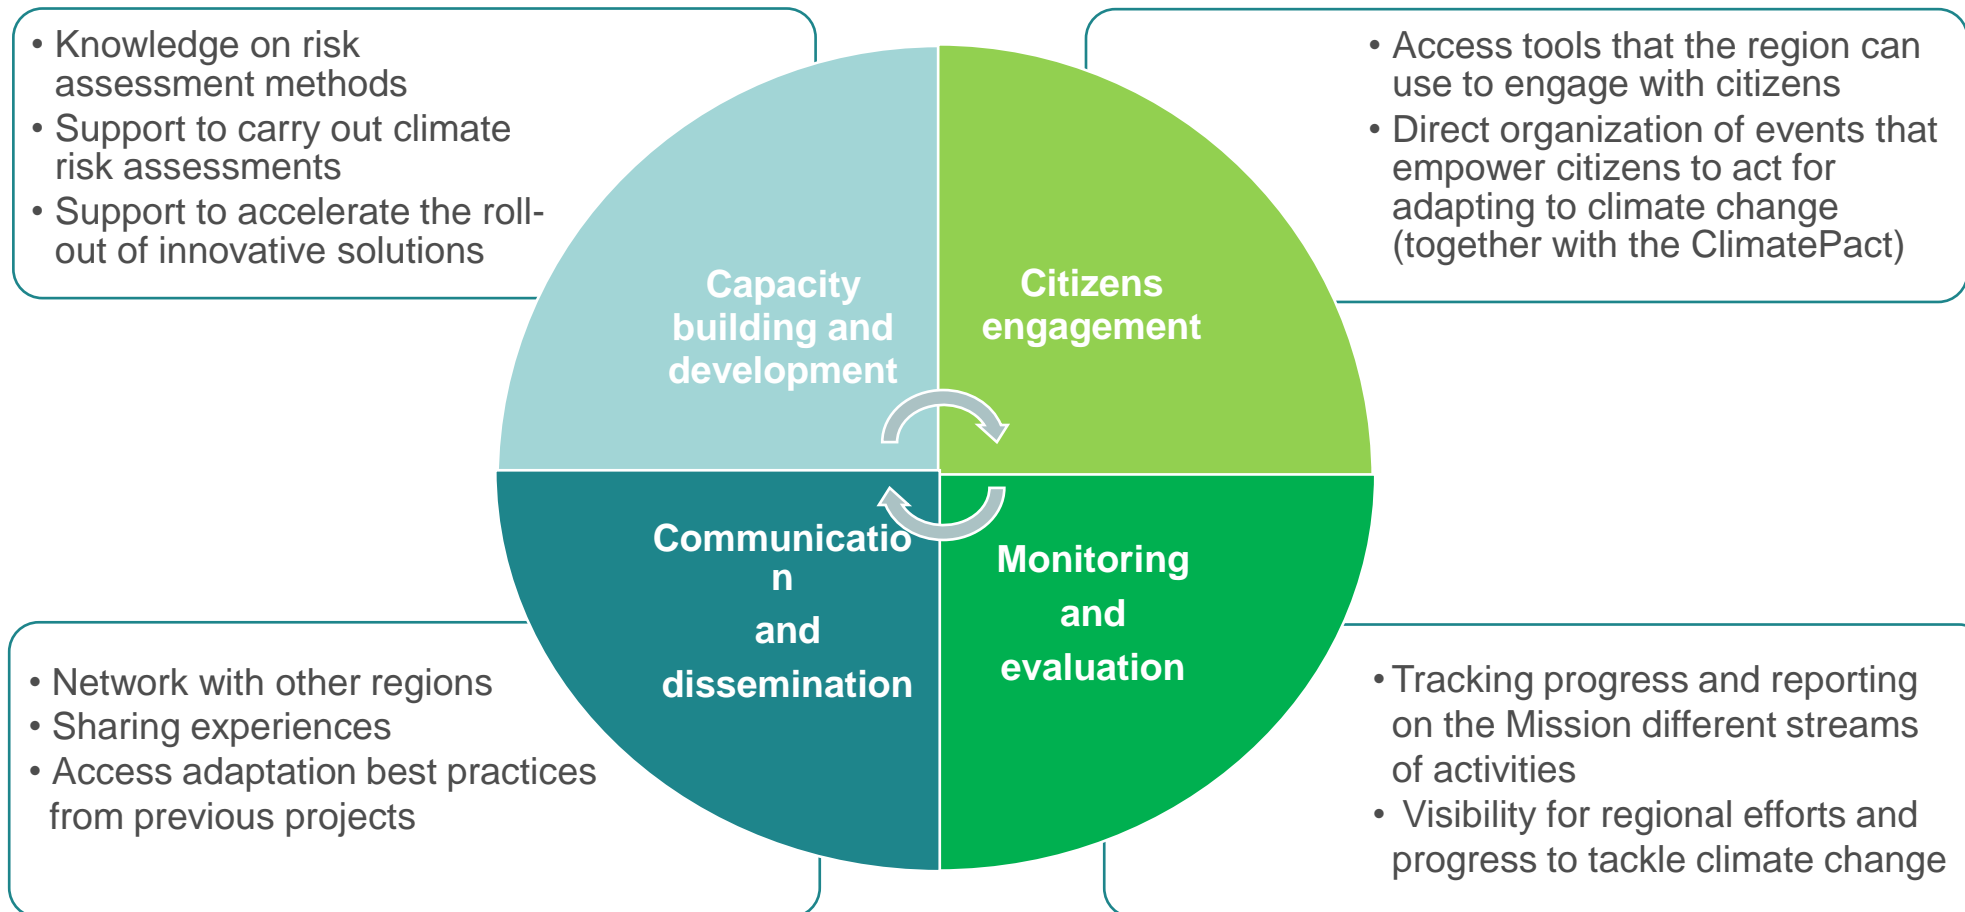 • Knowledge on risk
assessment methods
• Support to carry out climate
risk assessments
• Support to accelerate the roll-
out of innovative solutions
• Access tools that the region can
use to engage with citizens
• Direct organization of events that
empower citizens to act for
adapting to climate change
(together with the ClimatePact)
Capacity
building and
development
Citizens
engagement
Communicatio
n
and
dissemination
Monitoring
and
evaluation
• Network with other regions
• Sharing experiences
• Access adaptation best practices
from previous projects
• Tracking progress and reporting
on the Mission different streams
of activities
• Visibility for regional efforts and
progress to tackle climate change